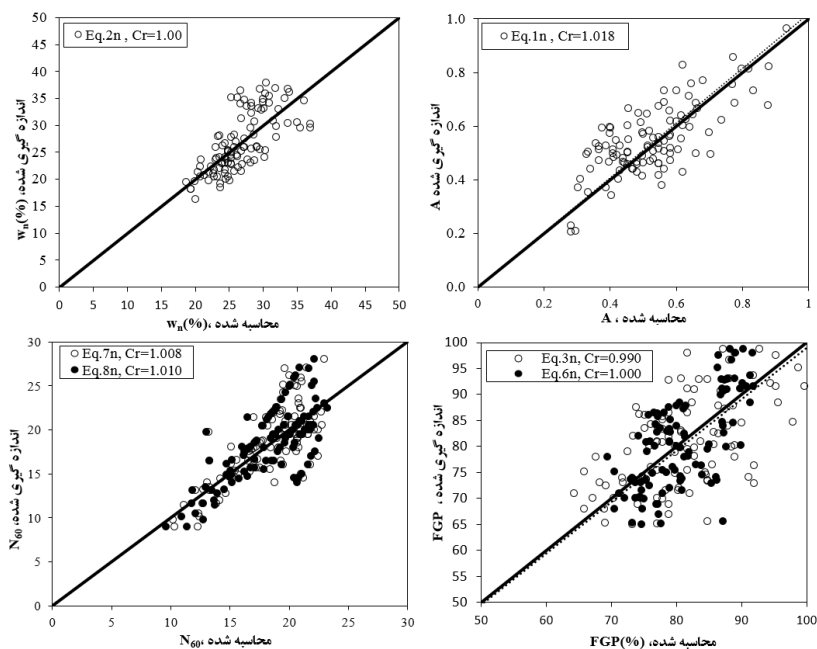 50
45
40
35
30
25
20
15
10
5
0
Eq.2n , Cr=1.00
wn(%) ،اندازه گیری شده
0 5 10 15 20 25 30 35 40 45 50
wn(%) ،محاسبه شده
1.0
0.8
0.6
0.4
0.2
0.0
Eq.1n , Cr=1.018
A اندازه گیری شده
0 0.2 0.4 0.6 0.8 1
A ، محاسبه شده
30
25
20
15
10
5
0
Eq.7n, Cr=1.008
Eq.8n, Cr=1.010
N60 ،اندازه گیری شده
0 5 10 15 20 25 30
N60 ،محاسبه شده
100
95
90
85
80
75
70
65
60
55
50
Eq.3n, Cr=0.990
Eq.6n, Cr=1.000
FGP ، اندازه گیری شده
50 60 70 80 90 100
FGP(%) ،محاسبه شده